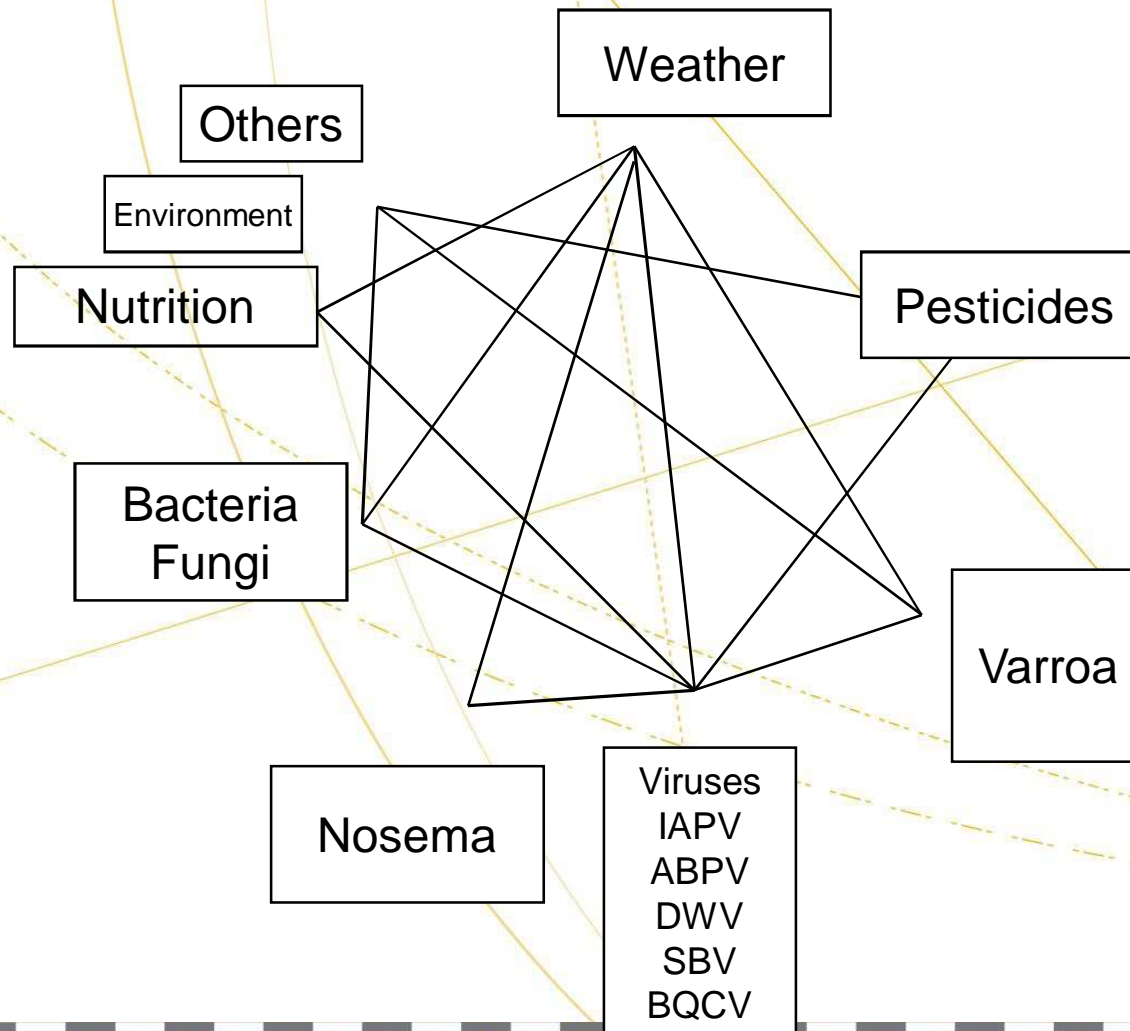 Weather
Others
Environment
Nutrition
Pesticides
Bacteria
Fungi
Varroa
Nosema
Viruses
IAPV
ABPV
DWV
SBV
BQCV